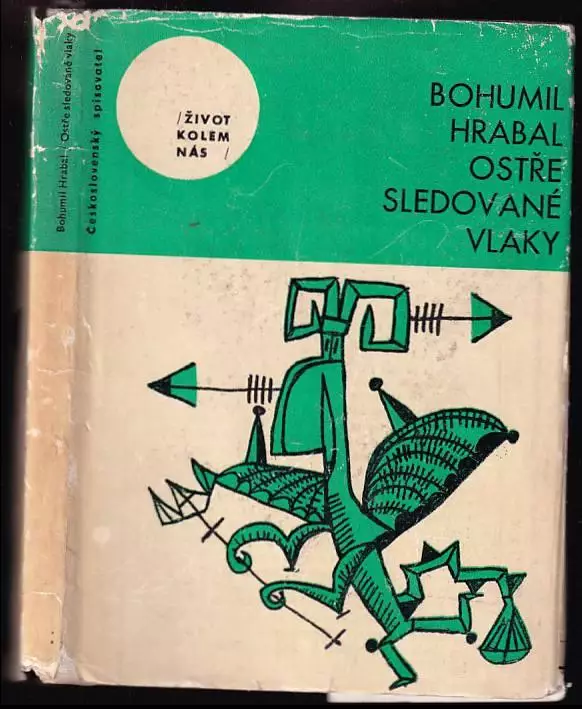 /ŽIVOT
KOLEM
NÁS/
BOHUMIL
HRABAL
OSTŘE
SLEDOVANÉ
VLAKY
Bohumil Hrabal / Ostře sledované vlaky
Československý spisovatel